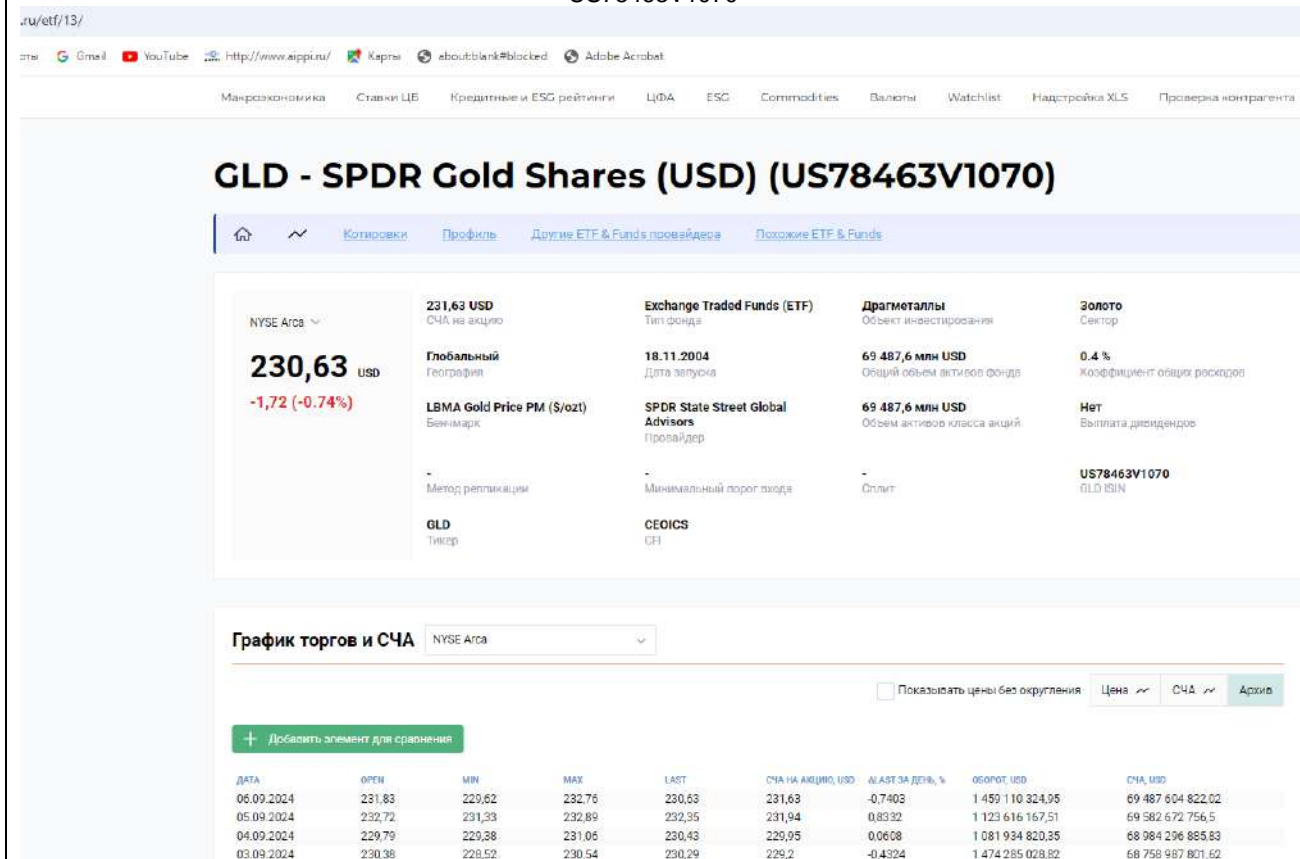 .ru/etf/13/
Gmail YouTube http://www.aippi.ru/ Карты about:blank#blocked Adobe Acrobat
Макроэкономика Ставки ЦБ Кредитные и ESG рейтинги ЦФА ESG Commodities Валюты Watchlist Надстройка XLS Проверка контрагента
GLD - SPDR Gold Shares (USD) (US78463V1070)
Котировки Профиль Другие ETF & Funds провайдера Похожие ETF & Funds
NYSE Arca
230,63 USD
-1,72 (-0.74%)
231,63 USD Exchange Traded Funds (ETF) Драгметаллы Золото
СЧА на акцию Тип фонда Объект инвестирования Сектор
Глобальный 18.11.2004 69 487,6 млн USD 0.4 %
География Дата запуска Общий объем активов фонда Коэффициент общих расходов
LBMA Gold Price PM ($/ozt) SPDR State Street Global Advisors 69 487,6 млн USD Нет
Бенчмарк Провайдер Объем активов класса акций Выплата дивидендов
- - - US78463V1070
Метод репликации Минимальный порог входа Сплит GLD ISIN
GLD CEOICS
Тикер CFI
График торгов и СЧА NYSE Arca
Показывать цены без округления Цена СЧА Архив
+ Добавить элемент для сравнения
ДАТА OPEN MIN MAX LAST СЧА НА АКЦИЮ, USD ΔLAST ЗА ДЕНЬ, % ОБОРОТ, USD СЧА, USD
06.09.2024 231,83 229,62 232,76 230,63 231,63 -0,7403 1 459 110 324,95 69 487 604 822,02
05.09.2024 232,72 231,33 232,89 232,35 231,94 0,8332 1 123 616 167,51 69 582 672 756,5
04.09.2024 229,79 229,38 231,06 230,43 229,95 0,0608 1 081 934 820,35 68 984 296 885,83
03.09.2024 230,38 228,52 230,54 230,29 229,2 -0,4324 1 474 285 028,82 68 758 987 801,62